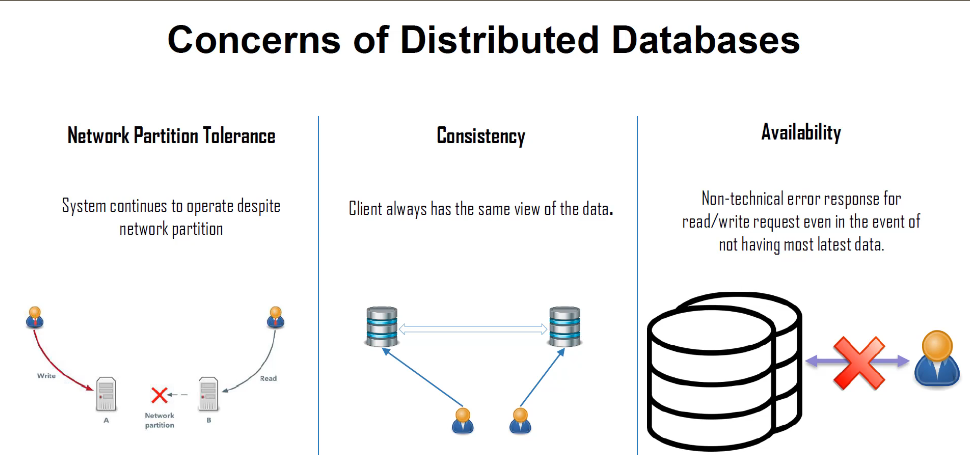 Concerns of Distributed Databases
Network Partition Tolerance
System continues to operate despite
network partition
Write
Read
A
Network
partition
B
Consistency
Client always has the same view of the data.
Availability
Non-technical error response for
read/write request even in the event of
not having most latest data.